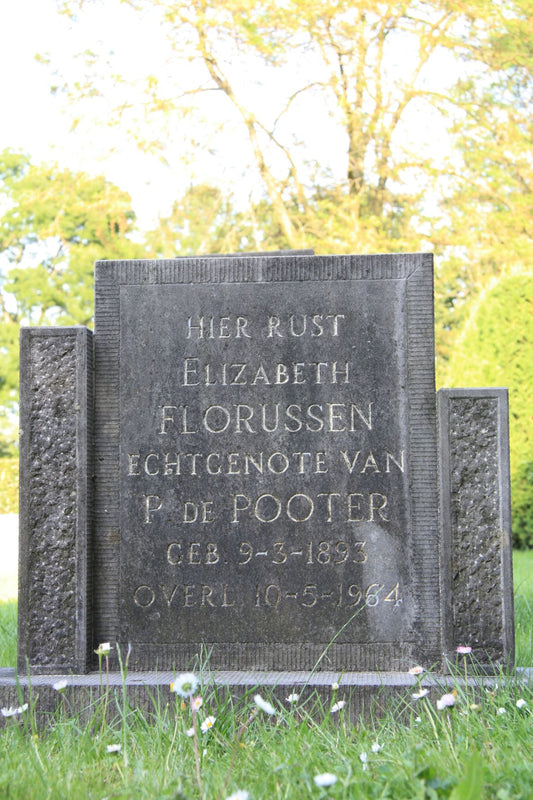 HIER RUST
ELIZABETH
FLORUSSEN
ECHTGENOTE VAN
P. DE POOTER
GEB. 9-3-1893
OVERL. 10-5-1964